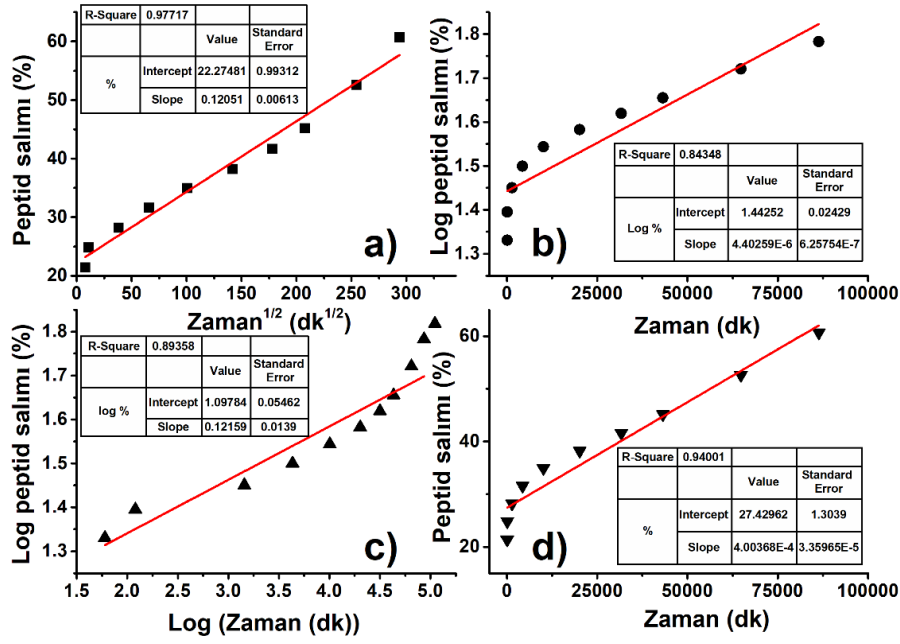 a)
Peptid salımı (%)
60
50
40
30
20
R-Square 0.97717
Value Standard Error
% Intercept 22.27481 0.99312
Slope 0.12051 0.00613
0 50 100 150 200 250 300
Zaman1/2 (dk1/2)
b)
Log peptid salımı (%)
1.8
1.7
1.6
1.5
1.4
1.3
R-Square 0.84348
Value Standard Error
Log % Intercept 1.44252 0.02429
Slope 4.40259E-6 6.25754E-7
0 25000 50000 75000 100000
Zaman (dk)
c)
Log peptid salımı (%)
1.8
1.7
1.6
1.5
1.4
1.3
R-Square 0.89358
Value Standard Error
log % Intercept 1.09784 0.05462
Slope 0.12159 0.0139
1.5 2.0 2.5 3.0 3.5 4.0 4.5 5.0
Log (Zaman (dk))
d)
Peptid salımı (%)
60
40
20
R-Square 0.94001
Value Standard Error
% Intercept 27.42962 1.3039
Slope 4.00368E-4 3.35965E-5
0 25000 50000 75000 100000
Zaman (dk)